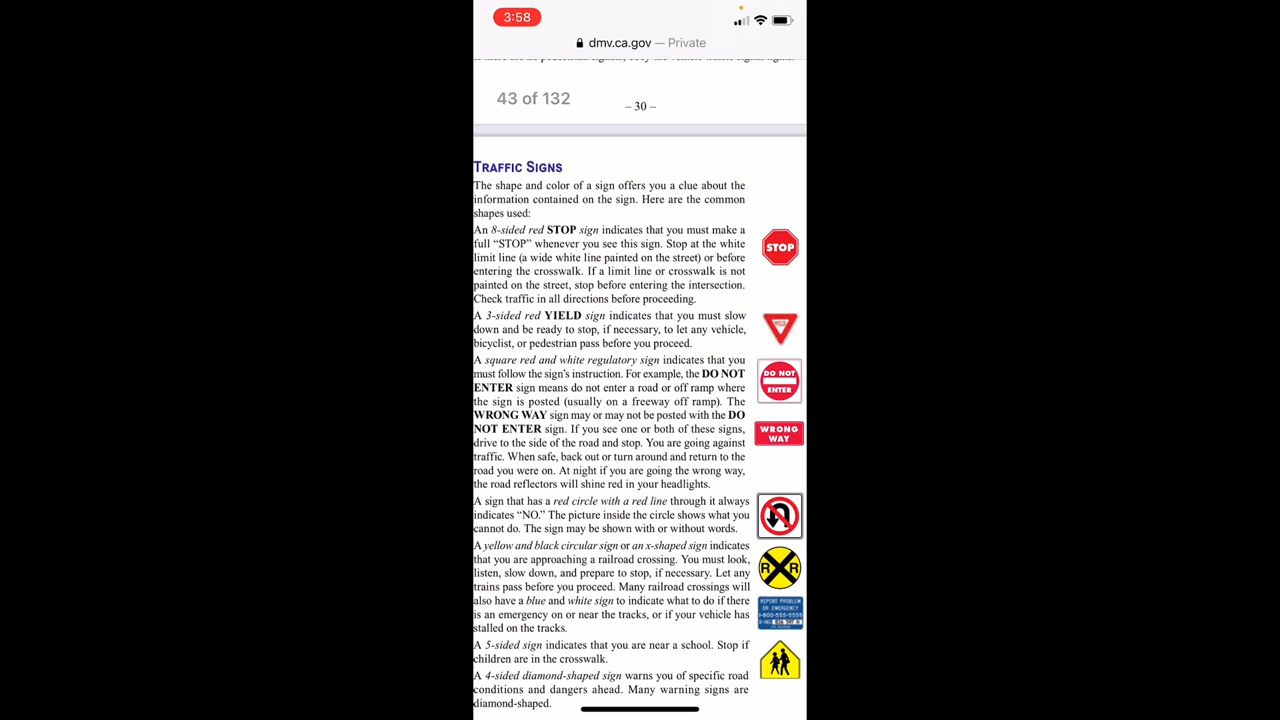 3:58
dmv.ca.gov — Private
43 of 132
– 30 –
TRAFFIC SIGNS
The shape and color of a sign offers you a clue about the
information contained on the sign. Here are the common
shapes used:
An 8-sided red STOP sign indicates that you must make a
full “STOP” whenever you see this sign. Stop at the white
limit line (a wide white line painted on the street) or before
entering the crosswalk. If a limit line or crosswalk is not
painted on the street, stop before entering the intersection.
Check traffic in all directions before proceeding.
STOP
A 3-sided red YIELD sign indicates that you must slow
down and be ready to stop, if necessary, to let any vehicle,
bicyclist, or pedestrian pass before you proceed.
YIELD
A square red and white regulatory sign indicates that you
must follow the sign’s instruction. For example, the DO NOT
ENTER sign means do not enter a road or off ramp where
the sign is posted (usually on a freeway off ramp). The
WRONG WAY sign may or may not be posted with the DO
NOT ENTER sign. If you see one or both of these signs,
drive to the side of the road and stop. You are going against
traffic. When safe, back out or turn around and return to the
road you were on. At night if you are going the wrong way,
the road reflectors will shine red in your headlights.
DO NOT
ENTER
WRONG
WAY
A sign that has a red circle with a red line through it always
indicates “NO.” The picture inside the circle shows what you
cannot do. The sign may be shown with or without words.
A yellow and black circular sign or an x-shaped sign indicates
that you are approaching a railroad crossing. You must look,
listen, slow down, and prepare to stop, if necessary. Let any
trains pass before you proceed. Many railroad crossings will
also have a blue and white sign to indicate what to do if there
is an emergency on or near the tracks, or if your vehicle has
stalled on the tracks.
R R
REPORT PROBLEM
OR EMERGENCY
1-800-555-5555
A 5-sided sign indicates that you are near a school. Stop if
children are in the crosswalk.
A 4-sided diamond-shaped sign warns you of specific road
conditions and dangers ahead. Many warning signs are
diamond-shaped.